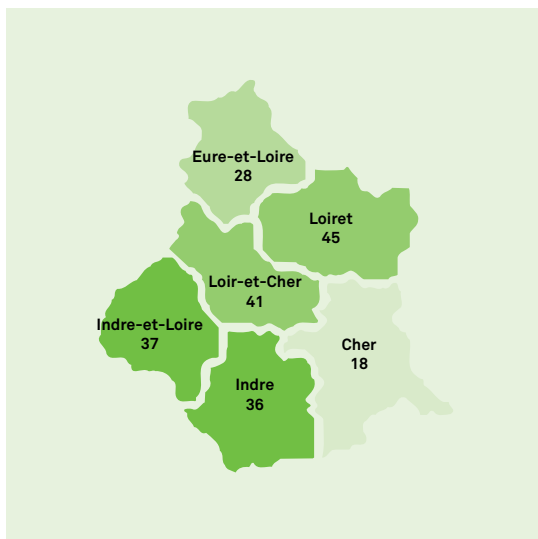 Eure-et-Loire
28
Loiret
45
Loir-et-Cher
41
Indre-et-Loire
37
Cher
18
Indre
36